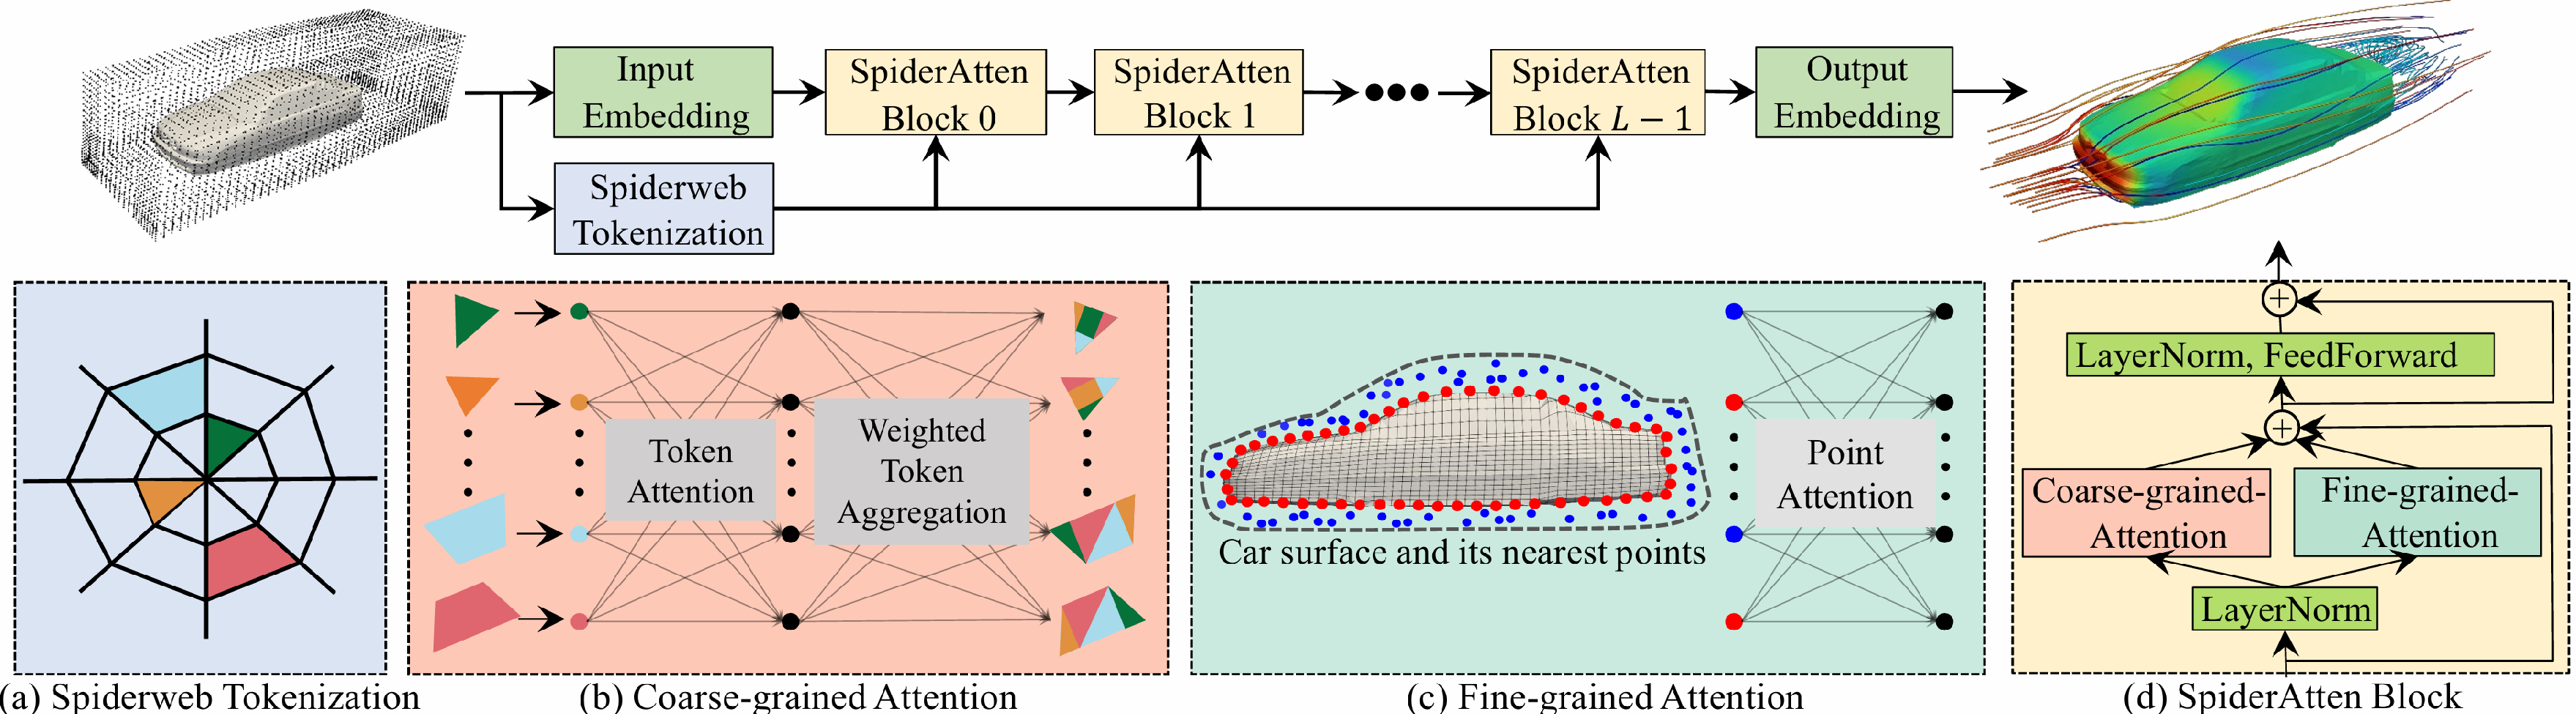 Input
Embedding
SpiderAtten
Block 0
SpiderAtten
Block 1
SpiderAtten
Block L − 1
Output
Embedding
Spiderweb
Tokenization
Token
Attention
Weighted
Token
Aggregation
Car surface and its nearest points
Point
Attention
LayerNorm, FeedForward
Coarse-grained-
Attention
Fine-grained-
Attention
LayerNorm
(a) Spiderweb Tokenization
(b) Coarse-grained Attention
(c) Fine-grained Attention
(d) SpiderAtten Block